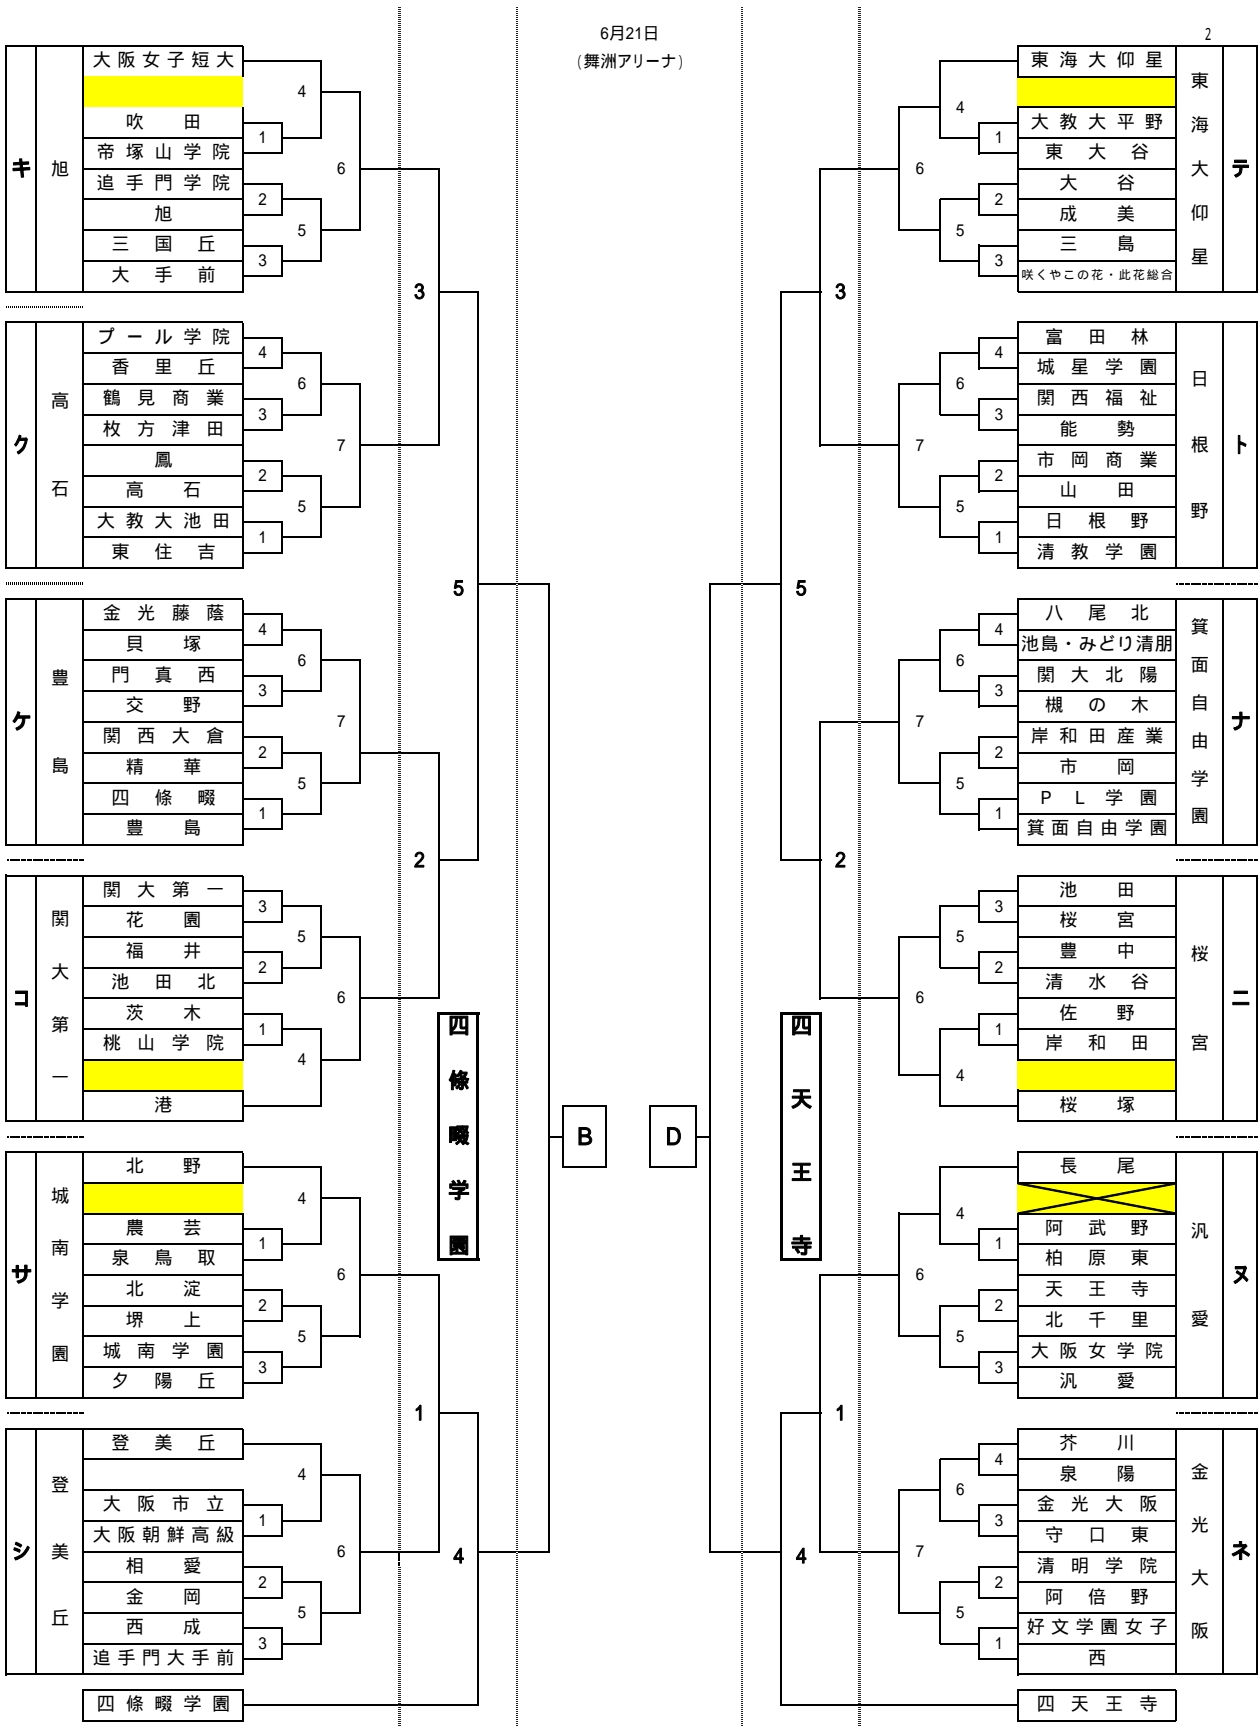 6月21日
(舞洲アリーナ)
2
キ
旭
大阪女子短大
吹田
帝塚山学院
追手門学院
旭
三国丘
大手前
4
1
2
3
5
6
ク
高石
プール学院
香里丘
鶴見商業
枚方津田
鳳
高石
大教大池田
東住吉
4
3
2
1
6
5
7
3
ケ
豊島
金光藤蔭
貝塚
門真西
交野
関西大倉
精華
四條畷
豊島
4
3
2
1
6
5
7
5
コ
関大第一
関大第一
花園
福井
池田北
茨木
桃山学院
港
3
2
1
5
4
6
2
サ
城南学園
北野
農芸
泉鳥取
北淀
堺上
城南学園
夕陽丘
4
1
2
3
5
6
シ
登美丘
登美丘
大阪市立
大阪朝鮮高級
相愛
金岡
西成
追手門大手前
4
1
2
3
5
6
1
4
四條畷学園
四條畷学園
B
D
四天王寺
テ
東海大仰星
東海大仰星
大教大平野
東大谷
大谷
成美
三島
咲くやこの花・此花総合
4
1
2
3
5
6
ト
日根野
富田林
城星学園
関西福祉
能勢
市岡商業
山田
日根野
清教学園
4
3
2
1
6
5
7
3
ナ
箕面自由学園
八尾北
池島・みどり清朋
関大北陽
槻の木
岸和田産業
市岡
PL学園
箕面自由学園
4
3
2
1
6
5
7
5
ニ
桜宮
池田
桜宮
豊中
清水谷
佐野
岸和田
桜塚
3
2
1
5
4
6
2
ヌ
汎愛
長尾
阿武野
柏原東
天王寺
北千里
大阪女学院
汎愛
4
1
2
3
5
6
ネ
金光大阪
芥川
泉陽
金光大阪
守口東
清明学院
阿倍野
好文学園女子
西
4
3
2
1
6
5
7
1
4
四天王寺